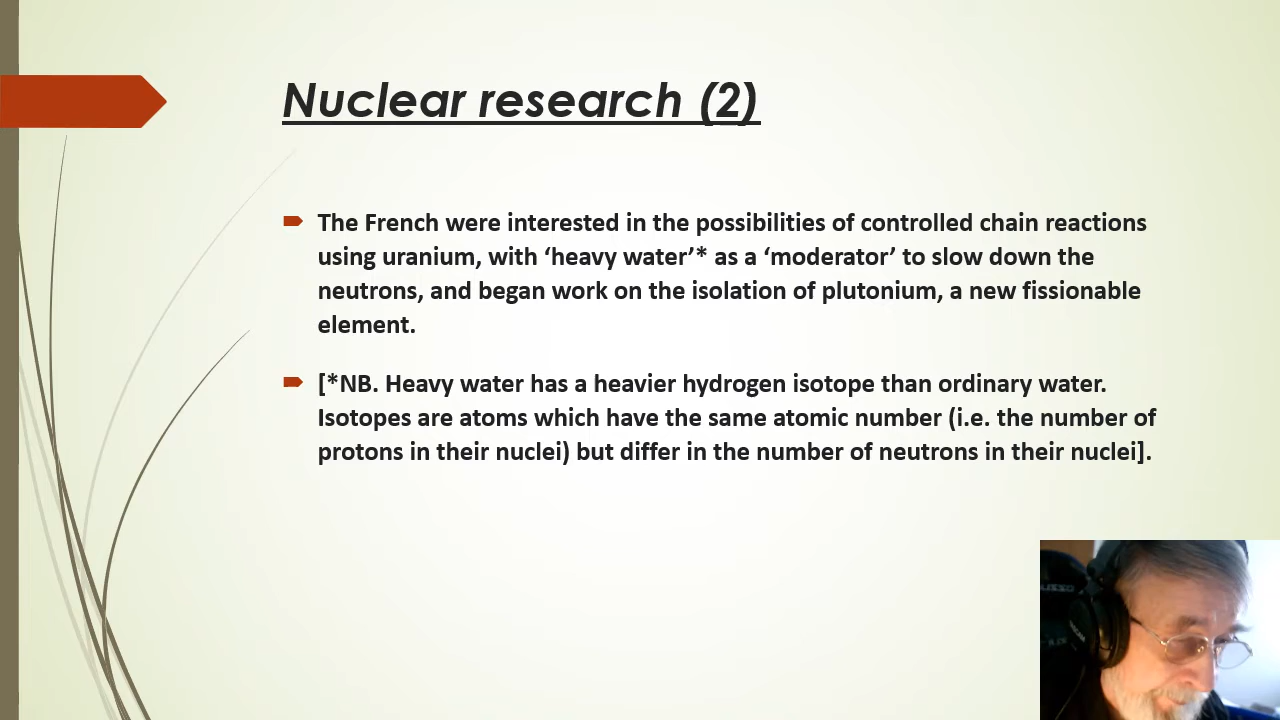 Nuclear research (2)
The French were interested in the possibilities of controlled chain reactions
using uranium, with ‘heavy water’* as a ‘moderator’ to slow down the
neutrons, and began work on the isolation of plutonium, a new fissionable
element.
[*NB. Heavy water has a heavier hydrogen isotope than ordinary water.
Isotopes are atoms which have the same atomic number (i.e. the number of
protons in their nuclei) but differ in the number of neutrons in their nuclei].